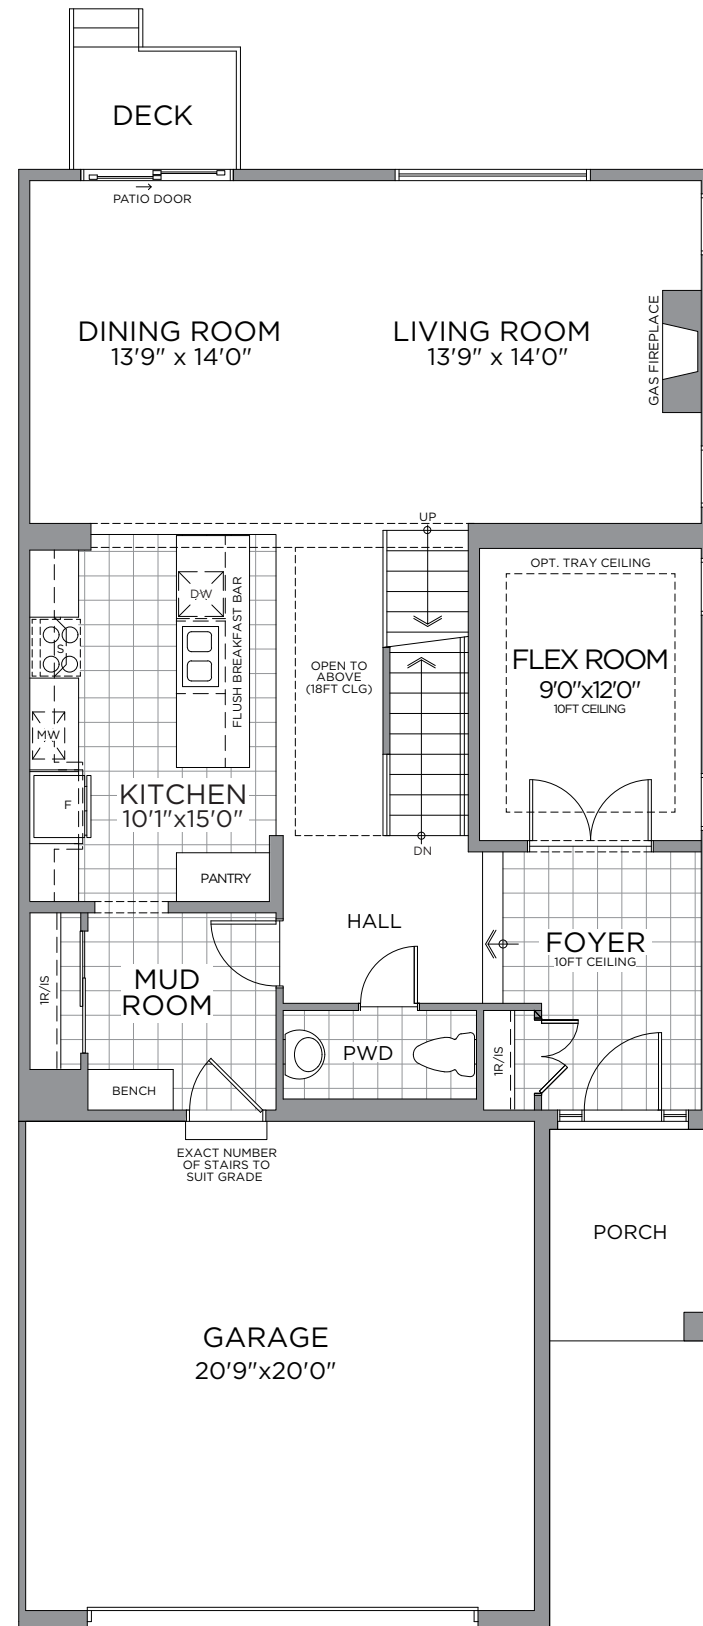 DECK
PATIO DOOR
DINING ROOM
13'9" x 14'0"
LIVING ROOM
13'9" x 14'0"
GAS FIREPLACE
UP
OPT. TRAY CEILING
DW
FLUSH BREAKFAST BAR
S
OPEN TO
ABOVE
(18FT CLG)
FLEX ROOM
9'0"x12'0"
10FT CEILING
MW
F
KITCHEN
10'1"x15'0"
DN
PANTRY
HALL
FOYER
10FT CEILING
1R/1S
MUD
ROOM
PWD
1R/1S
BENCH
EXACT NUMBER
OF STAIRS TO
SUIT GRADE
PORCH
GARAGE
20'9"x20'0"